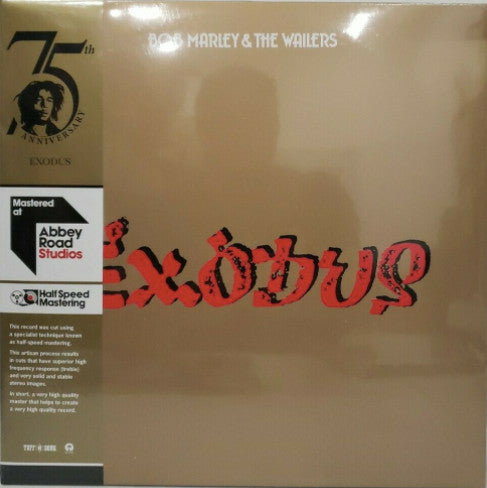 BOB MARLEY & THE WAILERS
75th
ANNIVERSARY
EXODUS
Mastered
at
Abbey
Road
Studios
Half Speed
Mastering
This record was cut using
a specialist technique known
as half-speed mastering.
This artisan process results
in cuts that have superior high
frequency response (treble)
and very solid and stable
stereo images.
In short, a very high quality
master that helps to create
a very high quality record.
TUFF GONG
Exodus